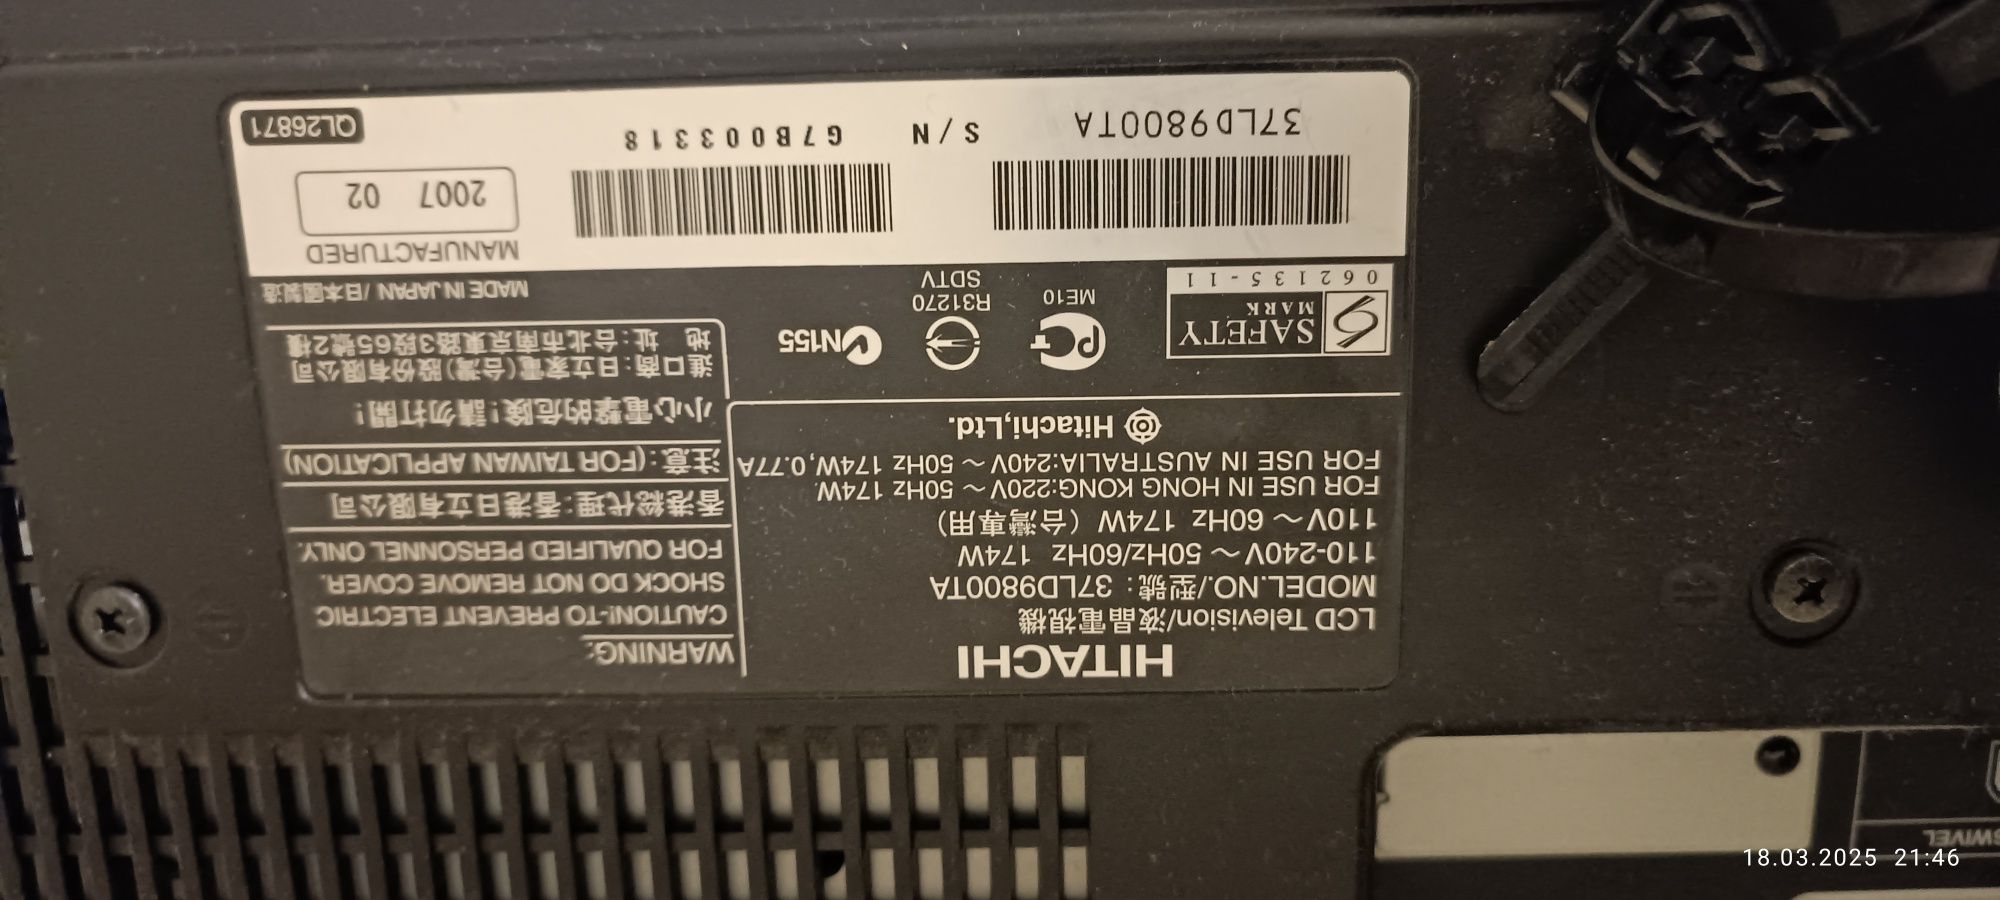 HITACHI
LCD Television/液晶電視機
MODEL.NO./型號: 37LD9800TA
110-240V ～ 50Hz/60Hz 174W
110V～ 60Hz 174W (台灣專用)
FOR USE IN HONG KONG:220V～ 50Hz 174W
FOR USE IN AUSTRALIA:240V～ 50Hz 174W,0.77A
Hitachi,Ltd.
WARNING:
CAUTION!-TO PREVENT ELECTRIC
SHOCK DO NOT REMOVE COVER.
FOR QUALIFIED PERSONNEL ONLY.
香港總代理:香港日立有限公司
注意:(FOR TAIWAN APPLICATION)
小心電擊的危険!請勿打開!
進口商:日立家電(台灣)股份有限公司
地 址:台北市南京東路3段65號2樓
SAFETY
MARK
062135-11
ME10
R31270
SDTV
N155
MADE IN JAPAN /日本國製造
37LD9800TA
S/N G7B003318
MANUFACTURED
2007 02
QL26871
SWIVEL
18.03.2025 21:46